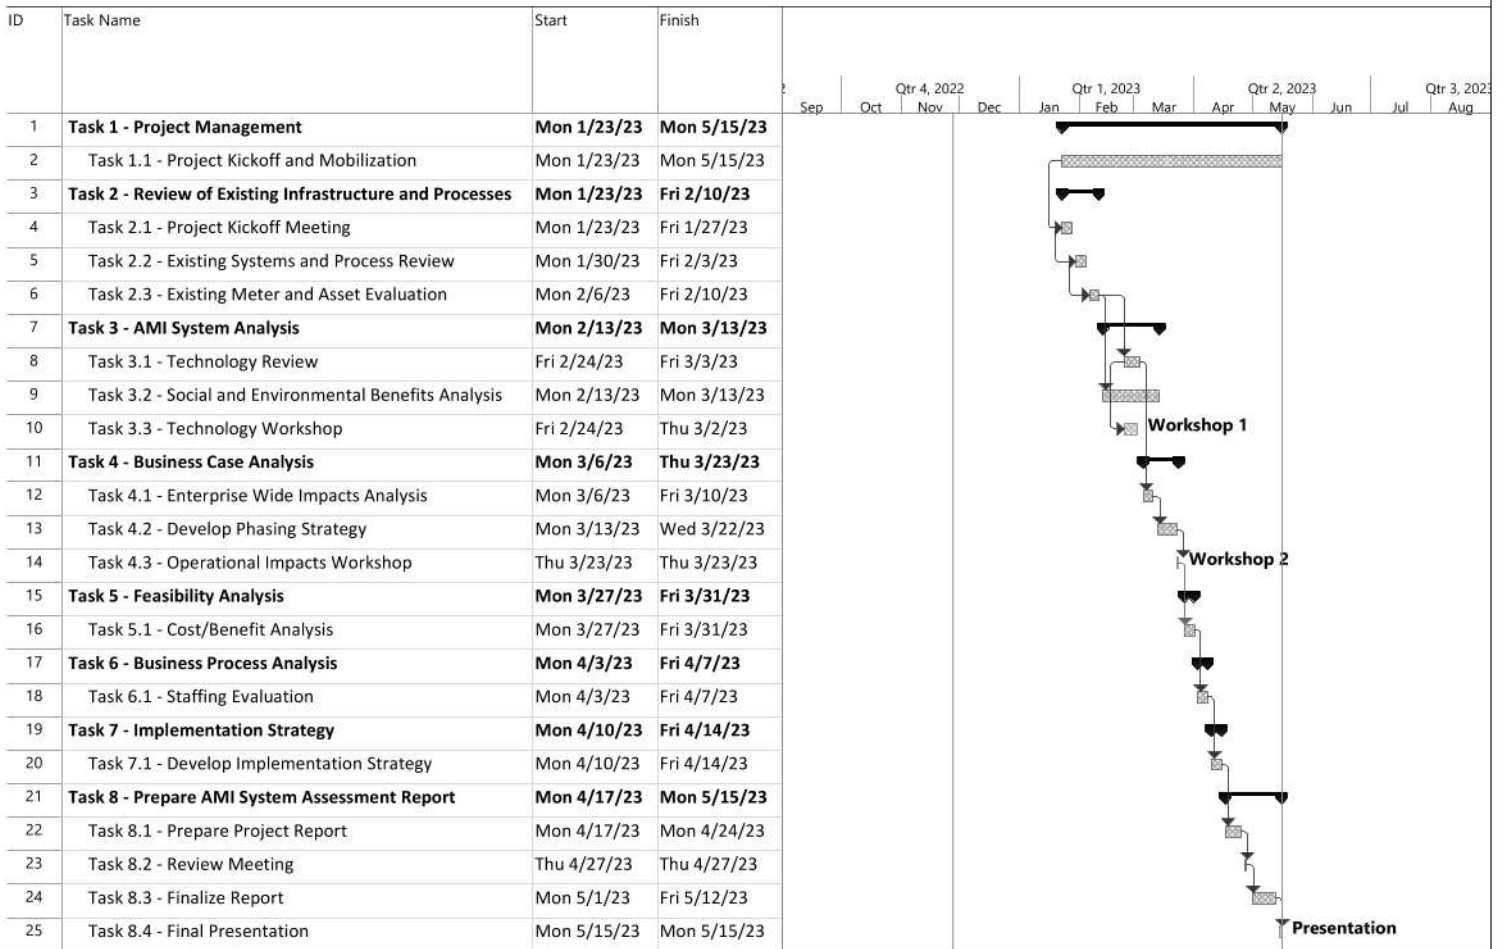 ID Task Name Start Finish
2 Qtr 4, 2022 Qtr 1, 2023 Qtr 2, 2023 Qtr 3, 2023
Sep Oct Nov Dec Jan Feb Mar Apr May Jun Jul Aug
1 Task 1 - Project Management Mon 1/23/23 Mon 5/15/23
2 Task 1.1 - Project Kickoff and Mobilization Mon 1/23/23 Mon 5/15/23
3 Task 2 - Review of Existing Infrastructure and Processes Mon 1/23/23 Fri 2/10/23
4 Task 2.1 - Project Kickoff Meeting Mon 1/23/23 Fri 1/27/23
5 Task 2.2 - Existing Systems and Process Review Mon 1/30/23 Fri 2/3/23
6 Task 2.3 - Existing Meter and Asset Evaluation Mon 2/6/23 Fri 2/10/23
7 Task 3 - AMI System Analysis Mon 2/13/23 Mon 3/13/23
8 Task 3.1 - Technology Review Fri 2/24/23 Fri 3/3/23
9 Task 3.2 - Social and Environmental Benefits Analysis Mon 2/13/23 Mon 3/13/23
10 Task 3.3 - Technology Workshop Fri 2/24/23 Thu 3/2/23 Workshop 1
11 Task 4 - Business Case Analysis Mon 3/6/23 Thu 3/23/23
12 Task 4.1 - Enterprise Wide Impacts Analysis Mon 3/6/23 Fri 3/10/23
13 Task 4.2 - Develop Phasing Strategy Mon 3/13/23 Wed 3/22/23
14 Task 4.3 - Operational Impacts Workshop Thu 3/23/23 Thu 3/23/23 Workshop 2
15 Task 5 - Feasibility Analysis Mon 3/27/23 Fri 3/31/23
16 Task 5.1 - Cost/Benefit Analysis Mon 3/27/23 Fri 3/31/23
17 Task 6 - Business Process Analysis Mon 4/3/23 Fri 4/7/23
18 Task 6.1 - Staffing Evaluation Mon 4/3/23 Fri 4/7/23
19 Task 7 - Implementation Strategy Mon 4/10/23 Fri 4/14/23
20 Task 7.1 - Develop Implementation Strategy Mon 4/10/23 Fri 4/14/23
21 Task 8 - Prepare AMI System Assessment Report Mon 4/17/23 Mon 5/15/23
22 Task 8.1 - Prepare Project Report Mon 4/17/23 Mon 4/24/23
23 Task 8.2 - Review Meeting Thu 4/27/23 Thu 4/27/23
24 Task 8.3 - Finalize Report Mon 5/1/23 Fri 5/12/23
25 Task 8.4 - Final Presentation Mon 5/15/23 Mon 5/15/23 Presentation